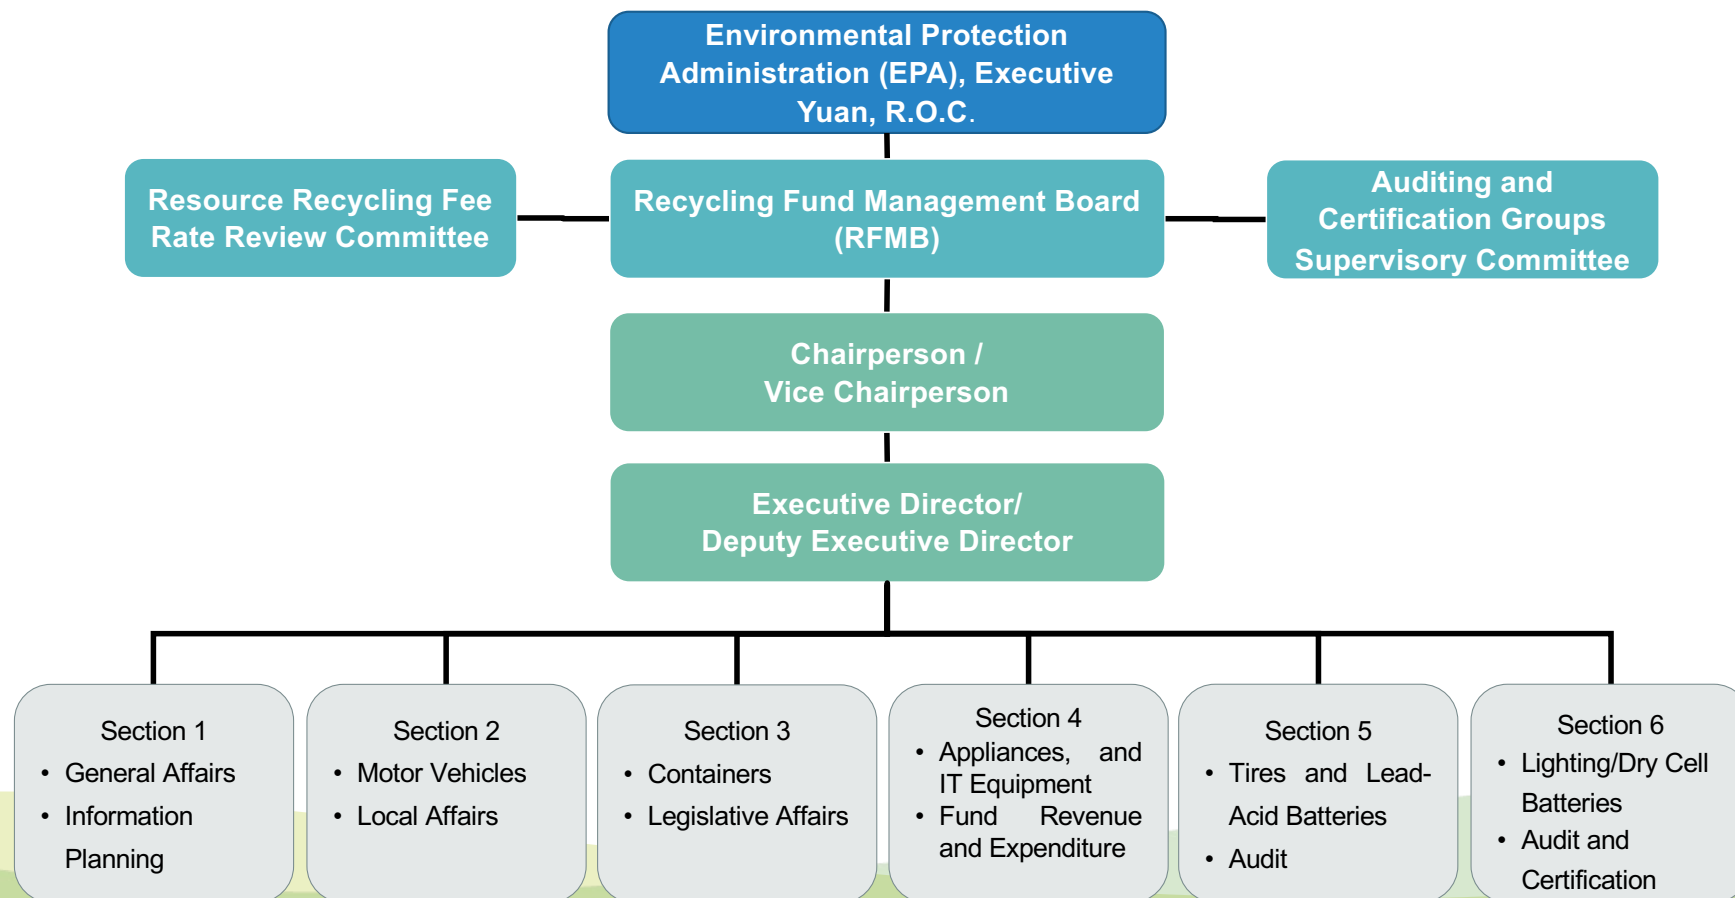 Environmental Protection
Administration (EPA), Executive
Yuan, R.O.C.
Resource Recycling Fee
Rate Review Committee
Recycling Fund Management Board
(RFMB)
Auditing and
Certification Groups
Supervisory Committee
Chairperson /
Vice Chairperson
Executive Director/
Deputy Executive Director
Section 1
• General Affairs
• Information
Planning
Section 2
• Motor Vehicles
• Local Affairs
Section 3
• Containers
• Legislative Affairs
Section 4
• Appliances, and
IT Equipment
• Fund Revenue
and Expenditure
Section 5
• Tires and Lead-
Acid Batteries
• Audit
Section 6
• Lighting/Dry Cell
Batteries
• Audit and
Certification